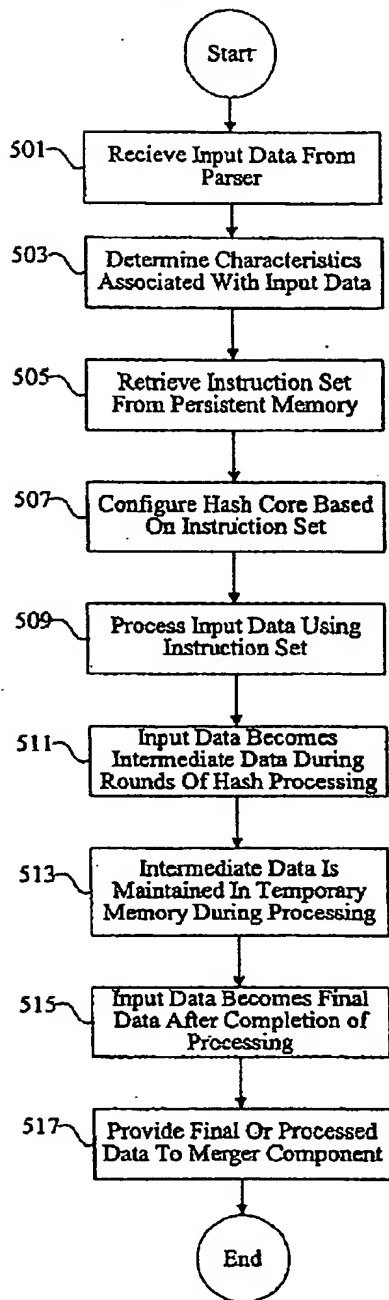 Start
501
Recieve Input Data From
Parser
503
Determine Characteristics
Associated With Input Data
505
Retrieve Instruction Set
From Persistent Memory
507
Configure Hash Core Based
On Instruction Set
509
Process Input Data Using
Instruction Set
511
Input Data Becomes
Intermediate Data During
Rounds Of Hash Processing
513
Intermediate Data Is
Maintained In Temporary
Memory During Processing
515
Input Data Becomes Final
Data After Completion of
Processing
517
Provide Final Or Processed
Data To Merger Component
End